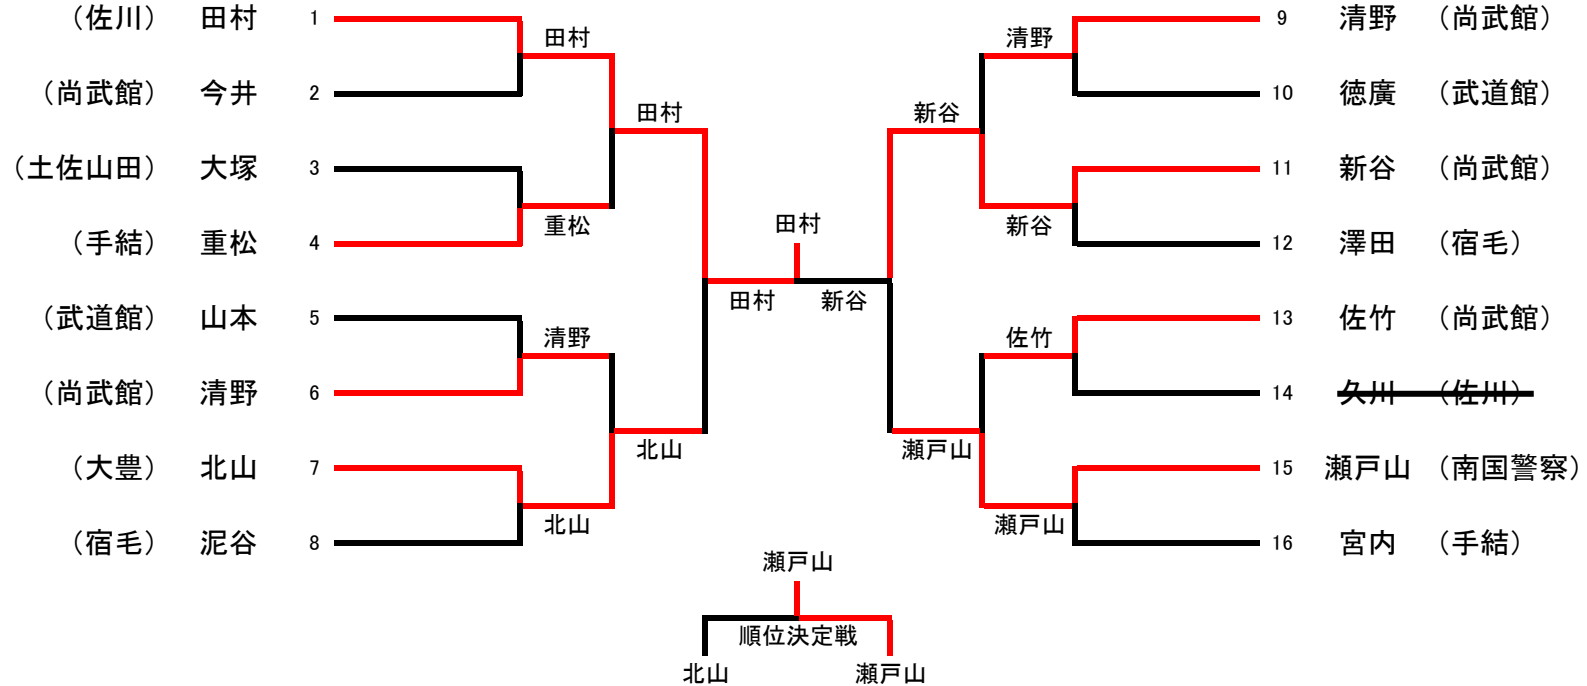 （佐川） 田村 1
（尚武館） 今井 2
（土佐山田） 大塚 3
（手結） 重松 4
（武道館） 山本 5
（尚武館） 清野 6
（大豊） 北山 7
（宿毛） 泥谷 8
田村
重松
清野
北山
田村
北山
田村
田村
新谷
新谷
瀬戸山
清野
新谷
佐竹
瀬戸山
9 清野 （尚武館）
10 徳廣 （武道館）
11 新谷 （尚武館）
12 澤田 （宿毛）
13 佐竹 （尚武館）
14 久川 （佐川）
15 瀬戸山 （南国警察）
16 宮内 （手結）
瀬戸山
順位決定戦
北山 瀬戸山